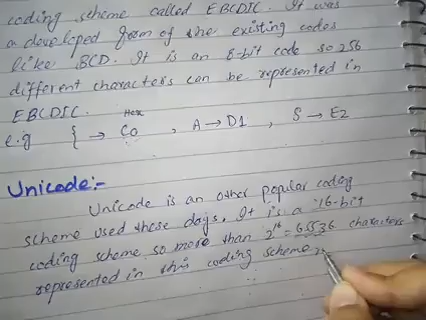 coding scheme called EBCDIC. It was
a developed form of the existing codes
like BCD. It is an 8-bit code so 256
different characters can be represented in
EBCDIC.
Hex
e.g { → C0 , A → D1 , S → E2
Unicode:-
Unicode is an other popular coding
scheme used these days. It is a 16-bit
coding scheme so more than 2¹⁶ = 65536 characters
represented in this coding scheme.